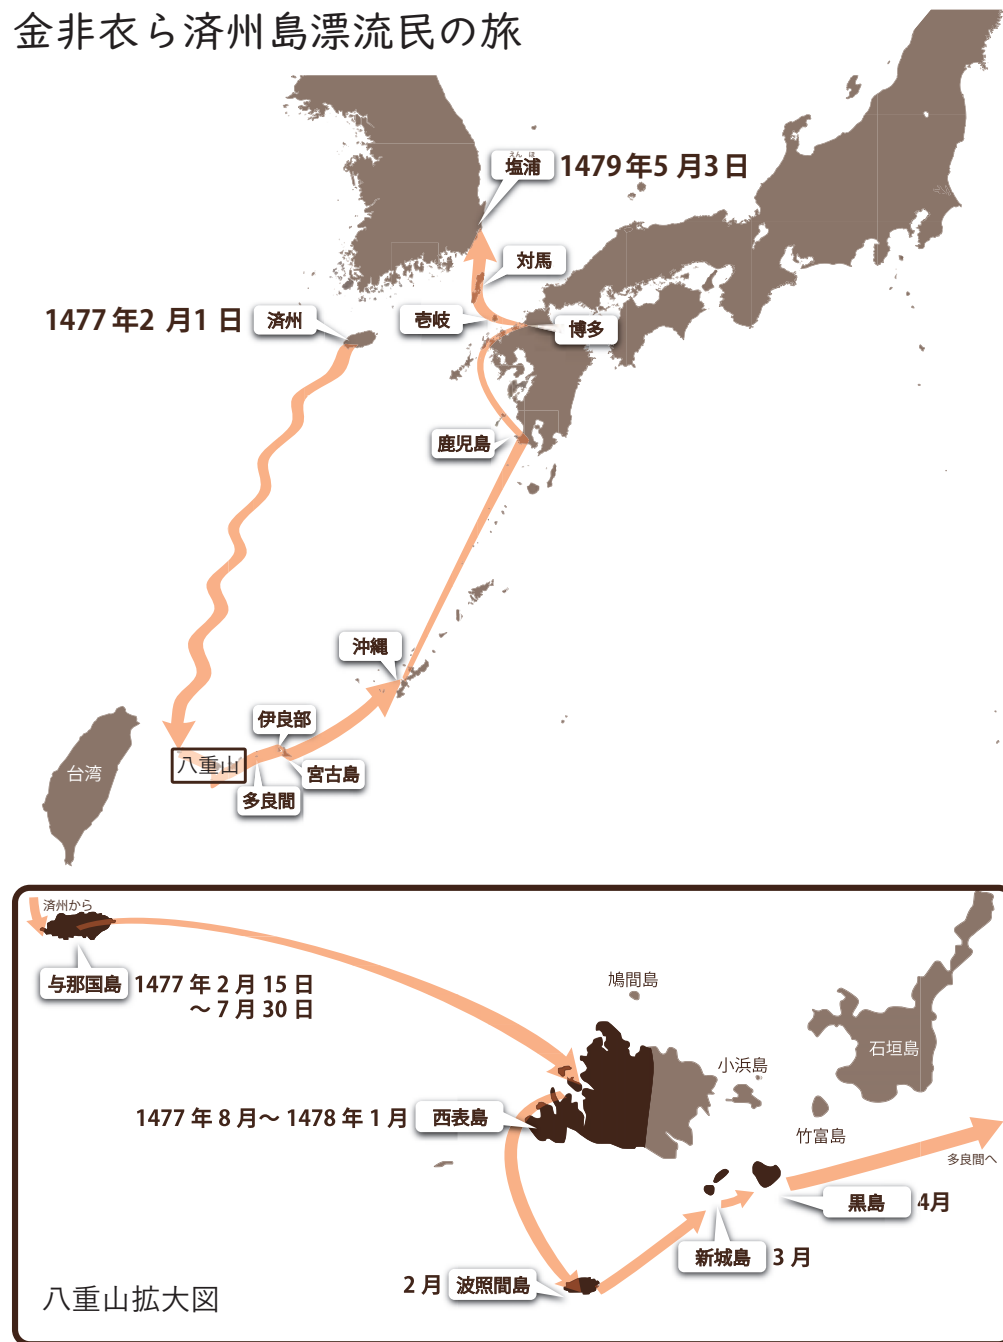 金非衣ら済州島漂流民の旅
えん ほ
塩浦
1479年5月3日
対馬
1477年2月1日
済州
壱岐
博多
鹿児島
沖縄
伊良部
八重山
宮古島
台湾
多良間
済州から
与那国島
1477年2月15日
～7月30日
鳩間島
石垣島
小浜島
1477年8月～1478年1月
西表島
竹富島
多良間へ
黒島
4月
新城島
3月
2月
波照間島
八重山拡大図